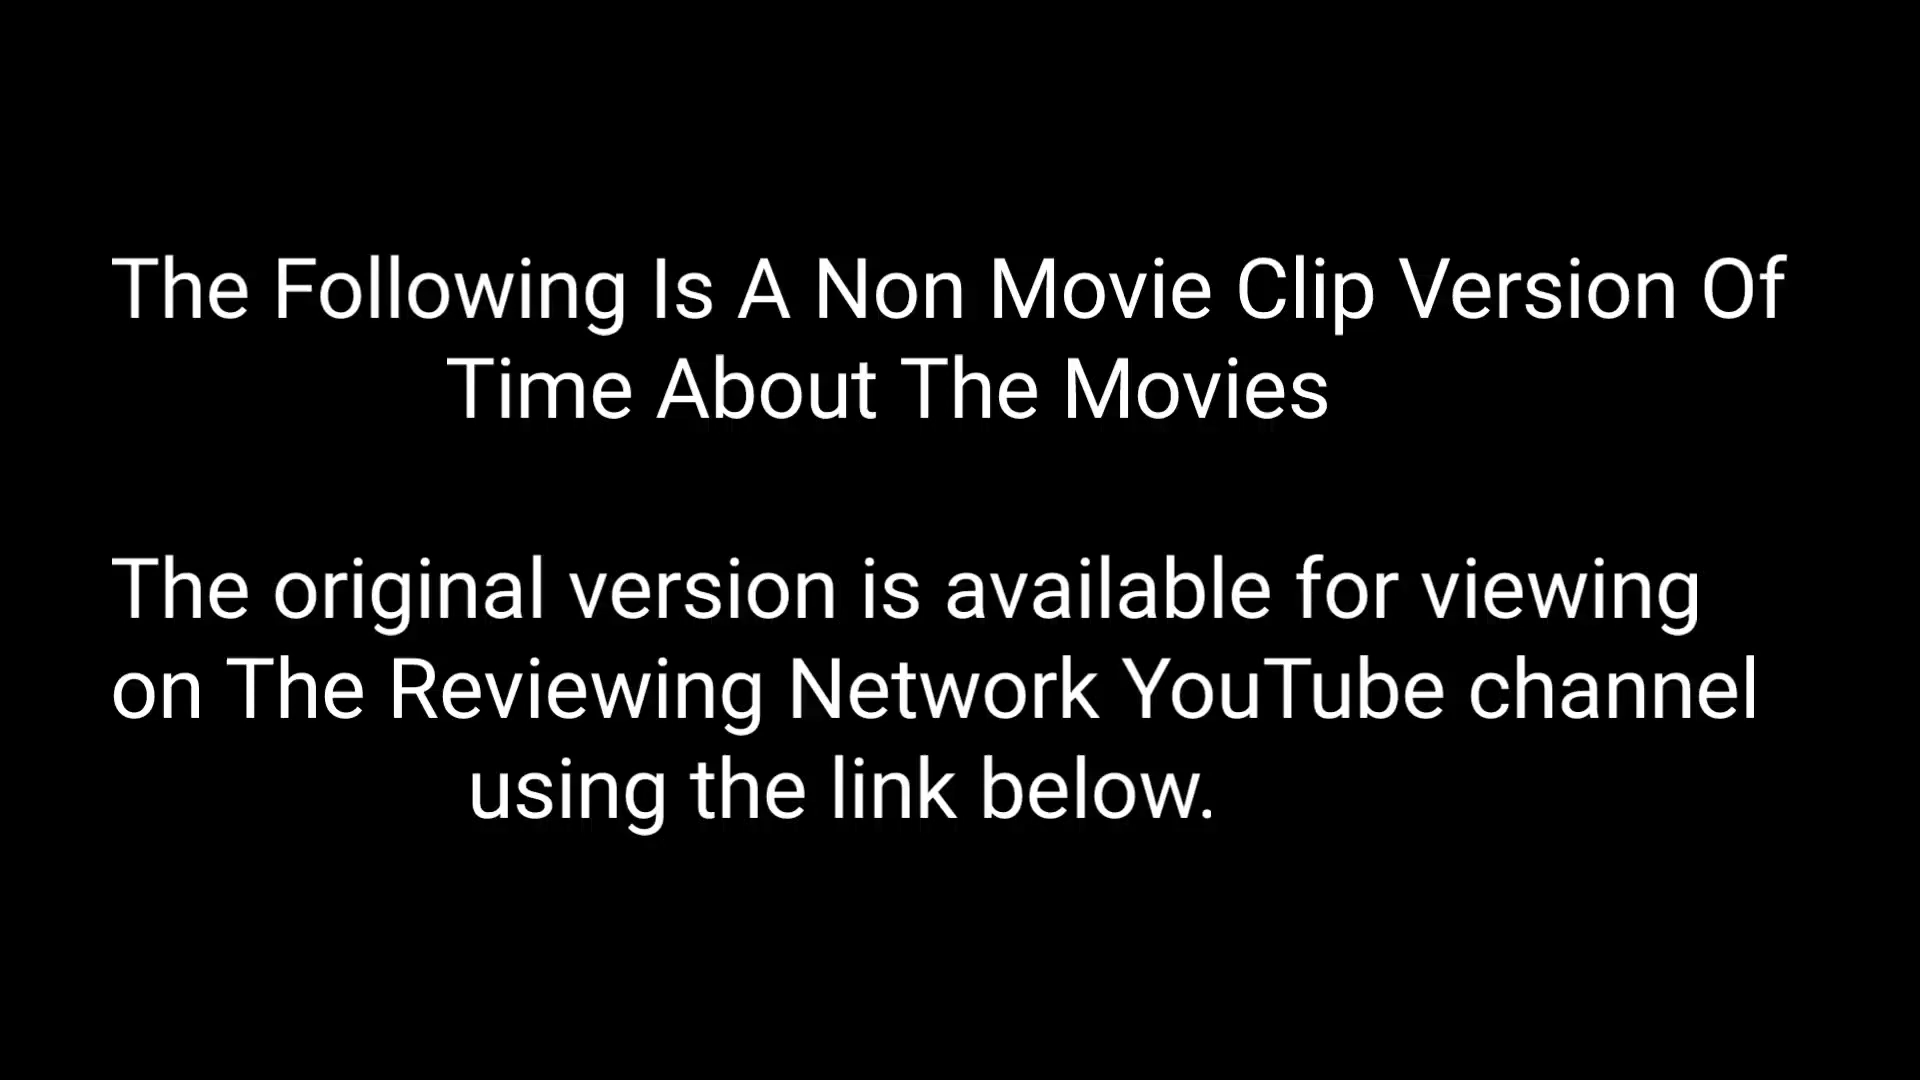 The Following Is A Non Movie Clip Version Of
Time About The Movies
The original version is available for viewing
on The Reviewing Network YouTube channel
using the link below.